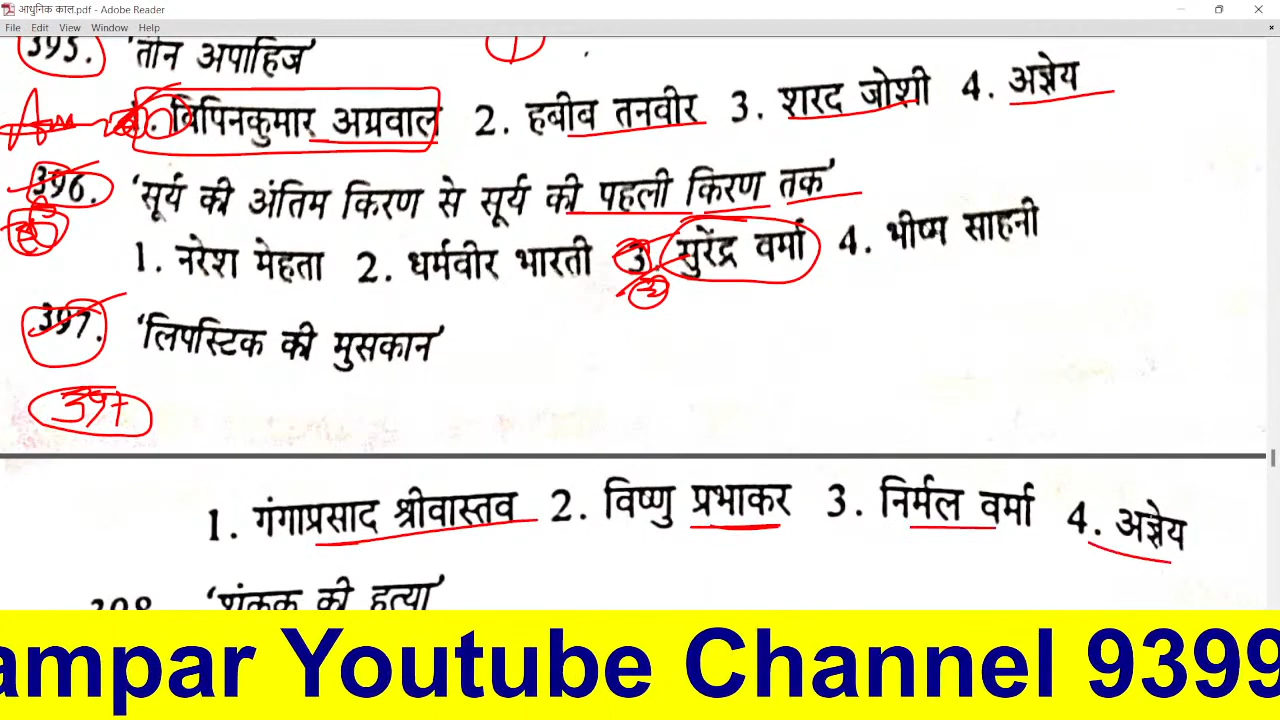 आधुनिक काल.pdf - Adobe Reader
File Edit View Window Help
395. 'तीन अपाहिज'
1. विपिनकुमार अग्रवाल 2. हबीब तनवीर 3. शरद जोशी 4. अज्ञेय
396. 'सूर्य की अंतिम किरण से सूर्य की पहली किरण तक'
1. नरेश मेहता 2. धर्मवीर भारती 3. सुरेंद्र वर्मा 4. भीष्म साहनी
397. 'लिपस्टिक की मुसकान'
397
1. गंगाप्रसाद श्रीवास्तव 2. विष्णु प्रभाकर 3. निर्मल वर्मा 4. अज्ञेय
398. 'शंकुक की हत्या'
ampar Youtube Channel 9399